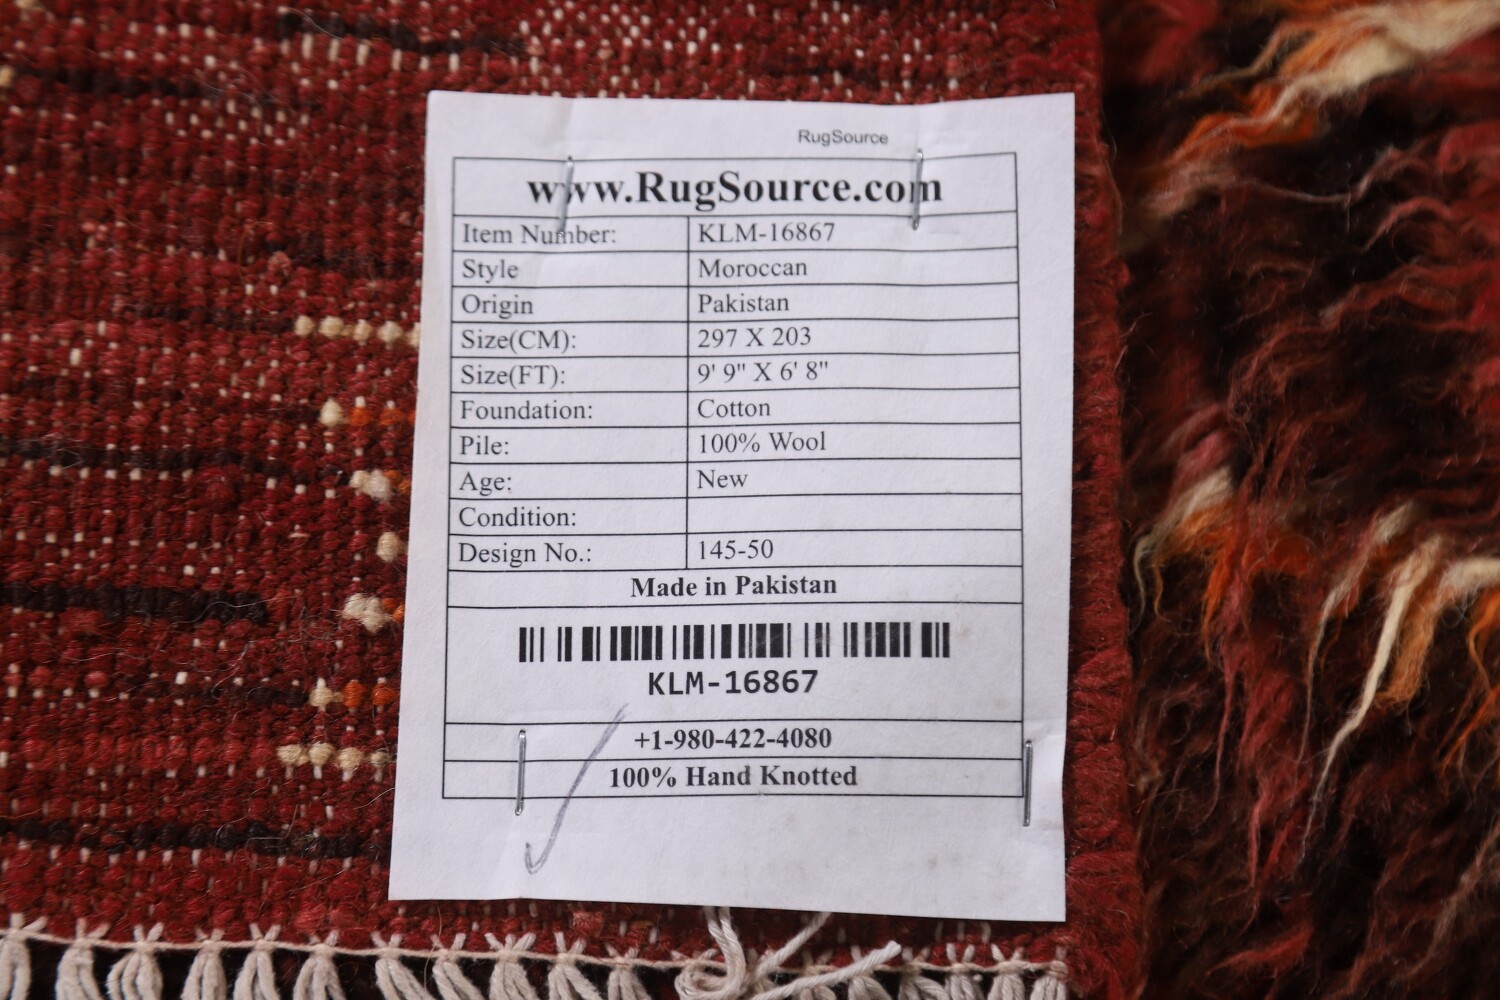 RugSource
www.RugSource.com
Item Number: KLM-16867
Style Moroccan
Origin Pakistan
Size(CM): 297 X 203
Size(FT): 9' 9" X 6' 8"
Foundation: Cotton
Pile: 100% Wool
Age: New
Condition:
Design No.: 145-50
Made in Pakistan
KLM-16867
+1-980-422-4080
100% Hand Knotted